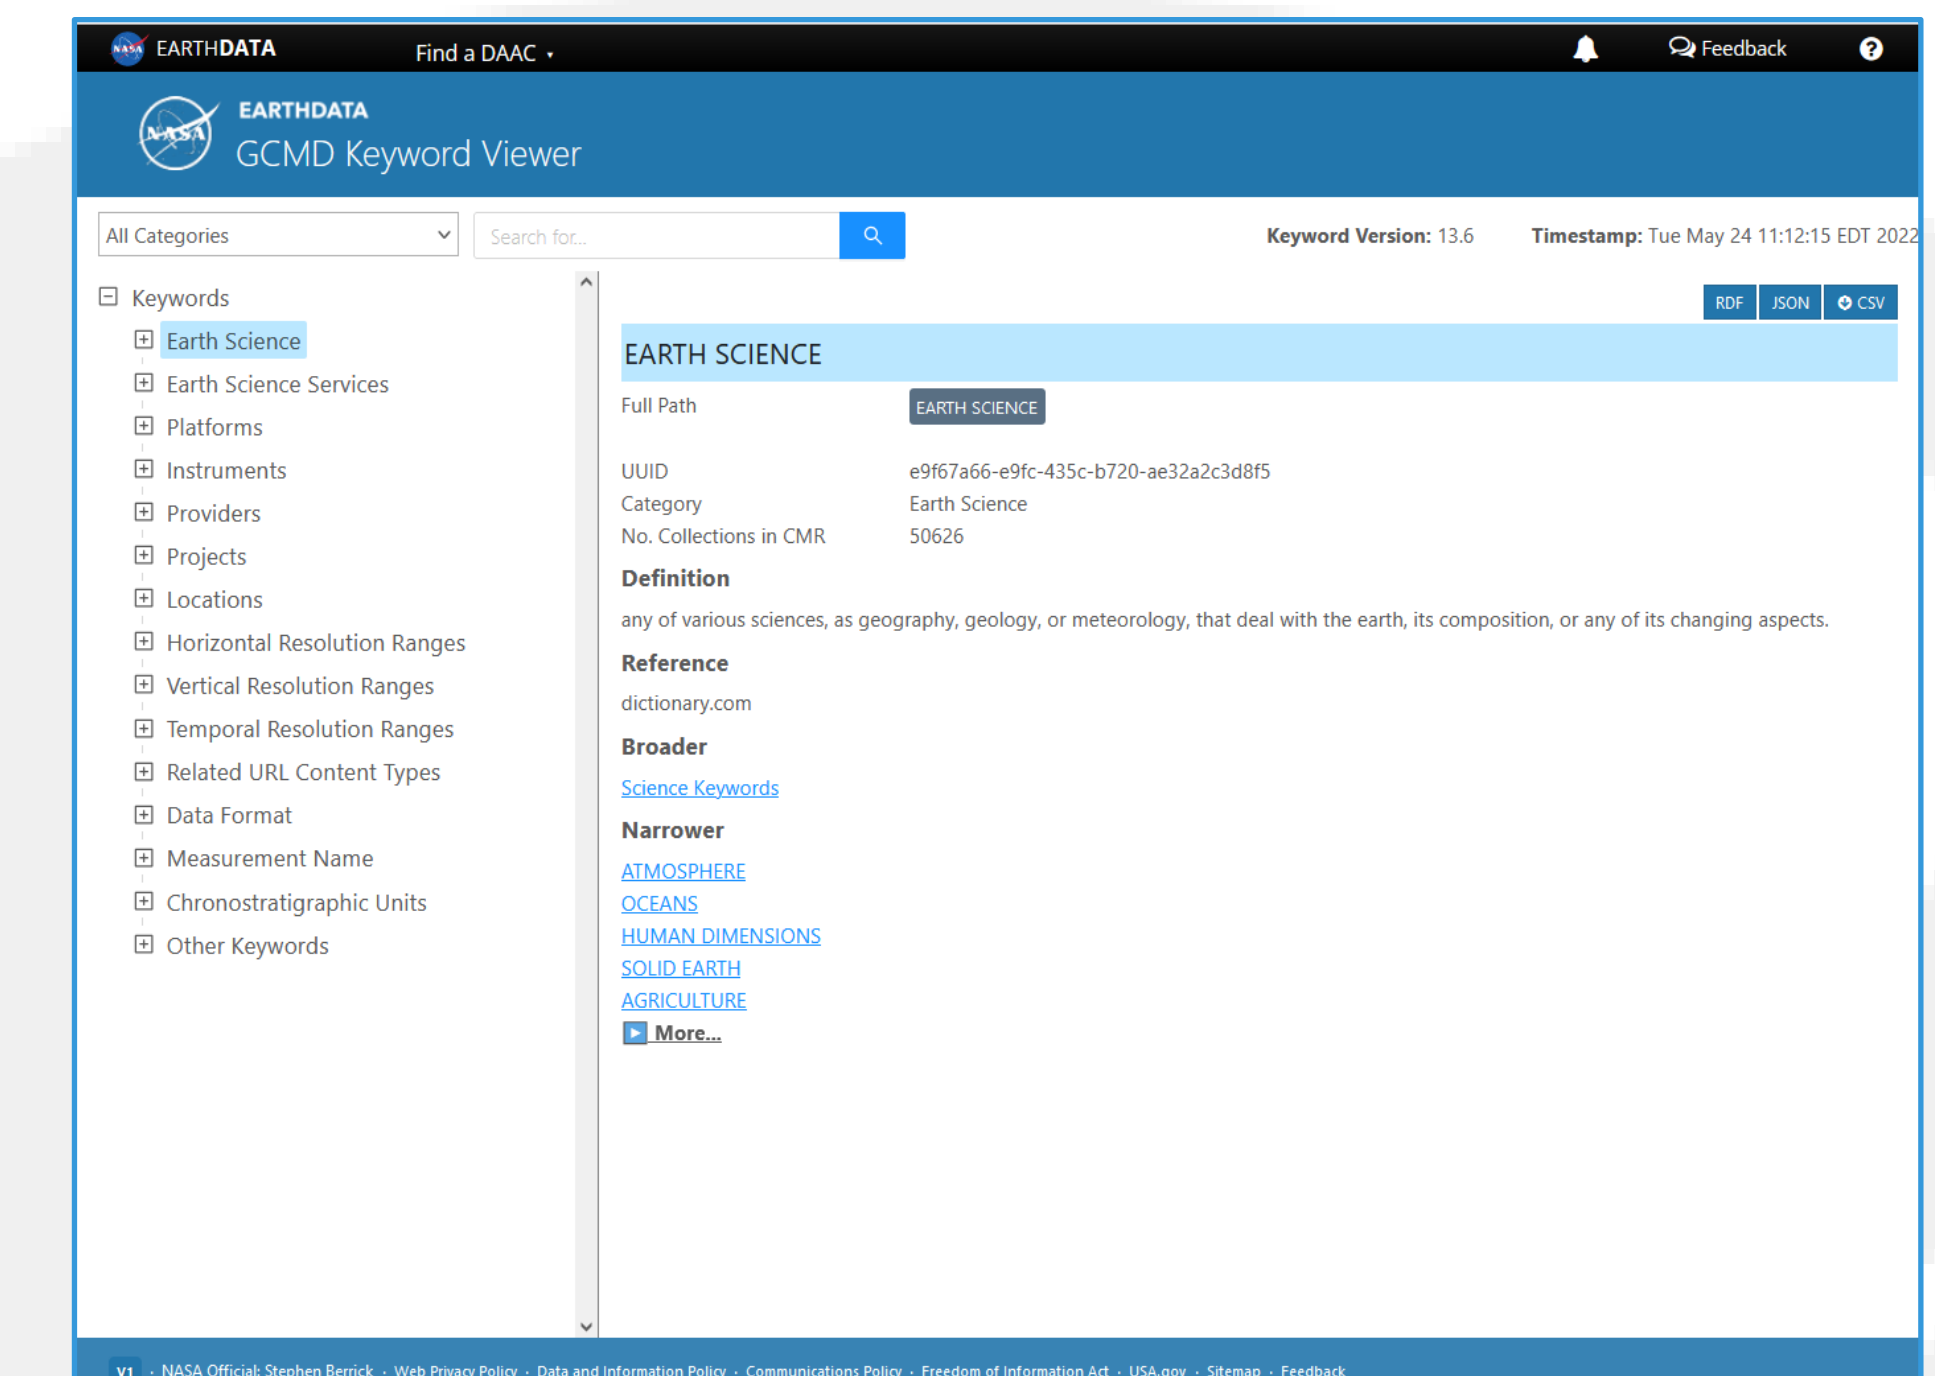 NASA EARTHDATA Find a DAAC Feedback ?
EARTHDATA
NASA
GCMD Keyword Viewer
All Categories Search for... Keyword Version: 13.6 Timestamp: Tue May 24 11:12:15 EDT 2022
Keywords
Earth Science
Earth Science Services
Platforms
Instruments
Providers
Projects
Locations
Horizontal Resolution Ranges
Vertical Resolution Ranges
Temporal Resolution Ranges
Related URL Content Types
Data Format
Measurement Name
Chronostratigraphic Units
Other Keywords
RDF JSON CSV
EARTH SCIENCE
Full Path EARTH SCIENCE
UUID e9f67a66-e9fc-435c-b720-ae32a2c3d8f5
Category Earth Science
No. Collections in CMR 50626
Definition
any of various sciences, as geography, geology, or meteorology, that deal with the earth, its composition, or any of its changing aspects.
Reference
dictionary.com
Broader
Science Keywords
Narrower
ATMOSPHERE
OCEANS
HUMAN DIMENSIONS
SOLID EARTH
AGRICULTURE
More...
V1 · NASA Official: Stephen Berrick · Web Privacy Policy · Data and Information Policy · Communications Policy · Freedom of Information Act · USA.gov · Sitemap · Feedback